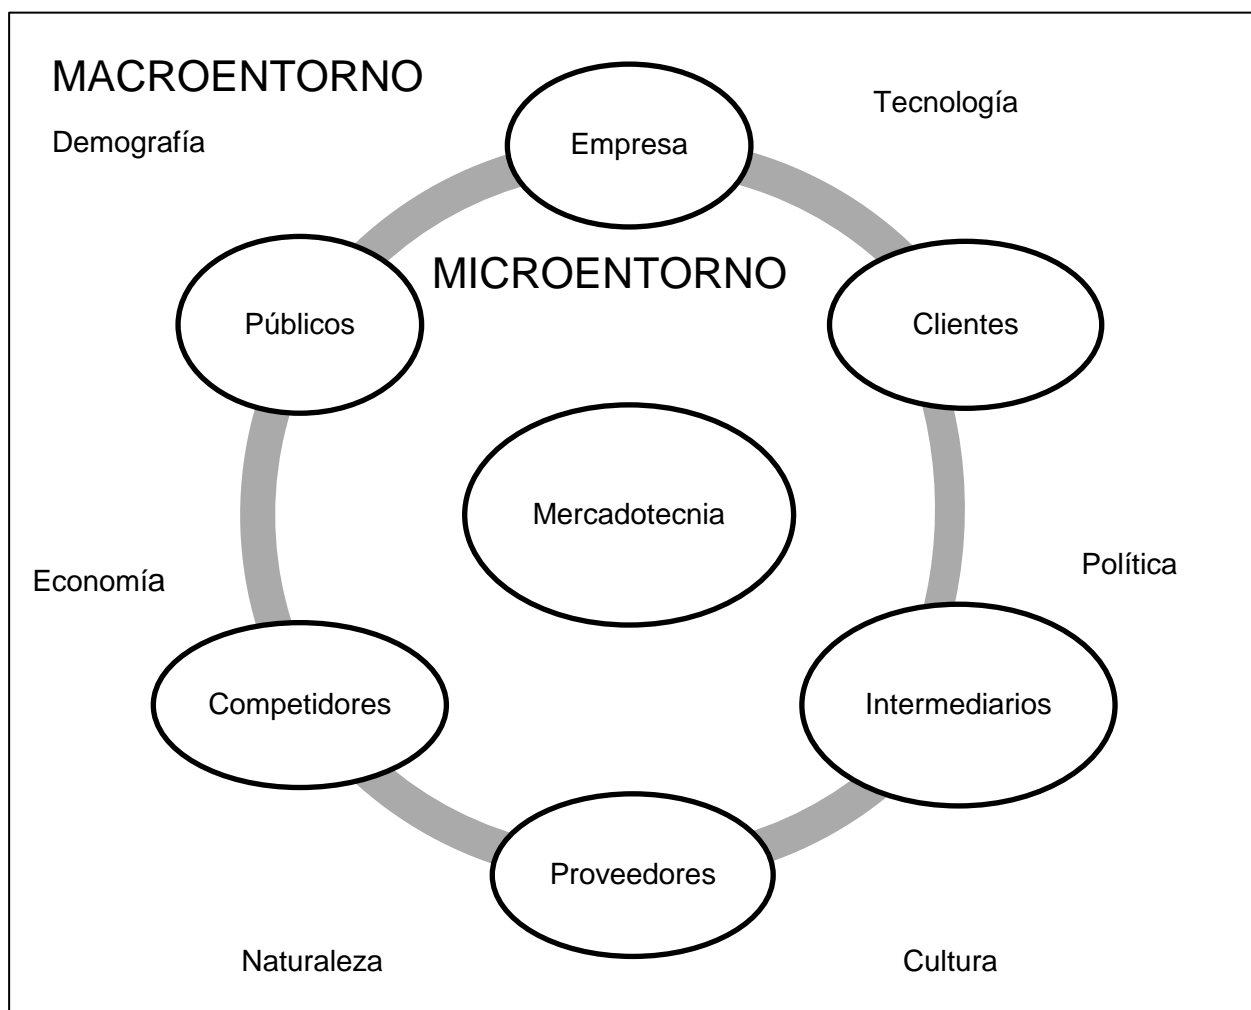 MACROENTORNO
Tecnología
Demografía
Empresa
MICROENTORNO
Públicos
Clientes
Mercadotecnia
Economía
Política
Competidores
Intermediarios
Proveedores
Naturaleza
Cultura